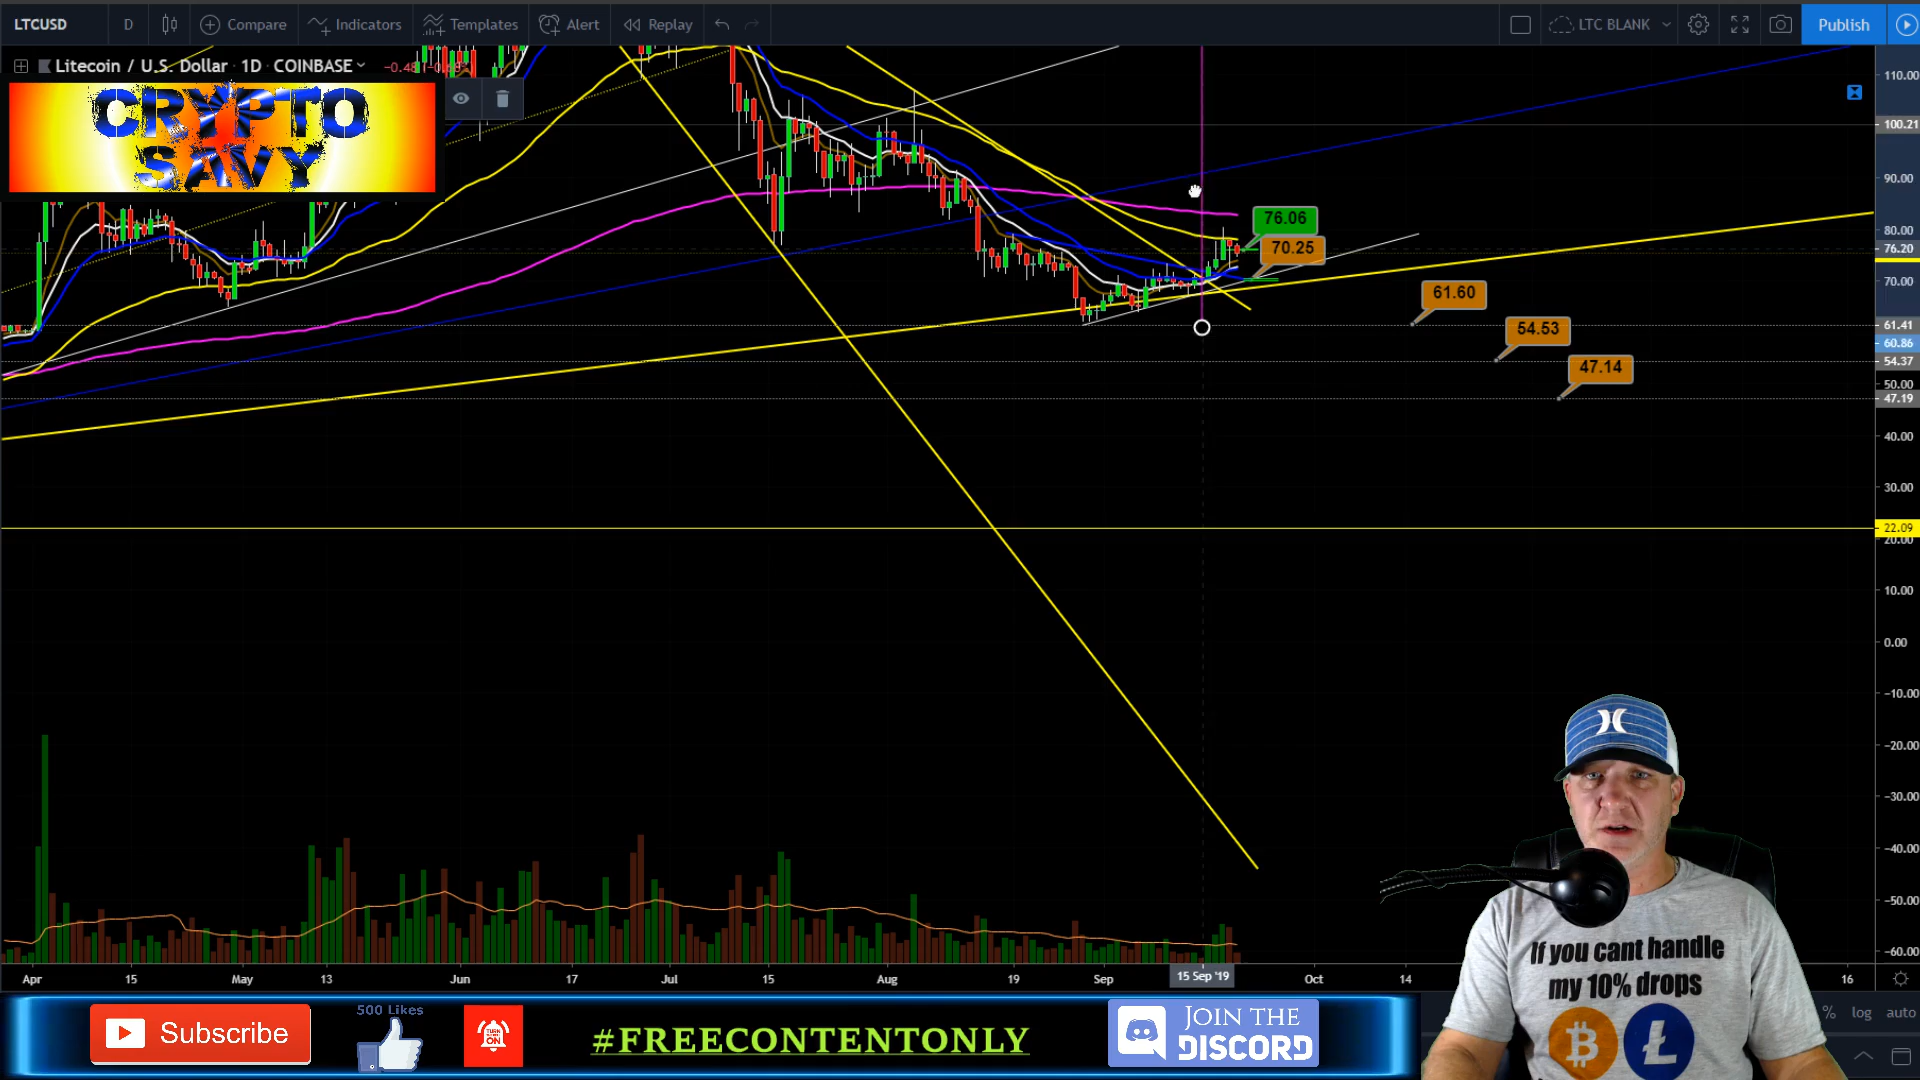 LTCUSD D Compare Indicators Templates Alert Replay LTC BLANK Publish
Litecoin / U.S. Dollar · 1D · COINBASE
CRYPTO
SAVY
110.00
100.21
90.00
80.00
76.20
70.00
61.41
60.86
54.37
50.00
47.19
40.00
30.00
22.09
20.00
10.00
0.00
-10.00
-20.00
-30.00
-40.00
-50.00
-60.00
76.06
70.25
61.60
54.53
47.14
Apr 15 May 13 Jun 17 Jul 15 Aug 19 Sep 15 Sep '19 Oct 14 16
If you cant handle
my 10% drops
% log auto
Subscribe
500 Likes
TURN
ON
#FREECONTENTONLY
JOIN THE
DISCORD